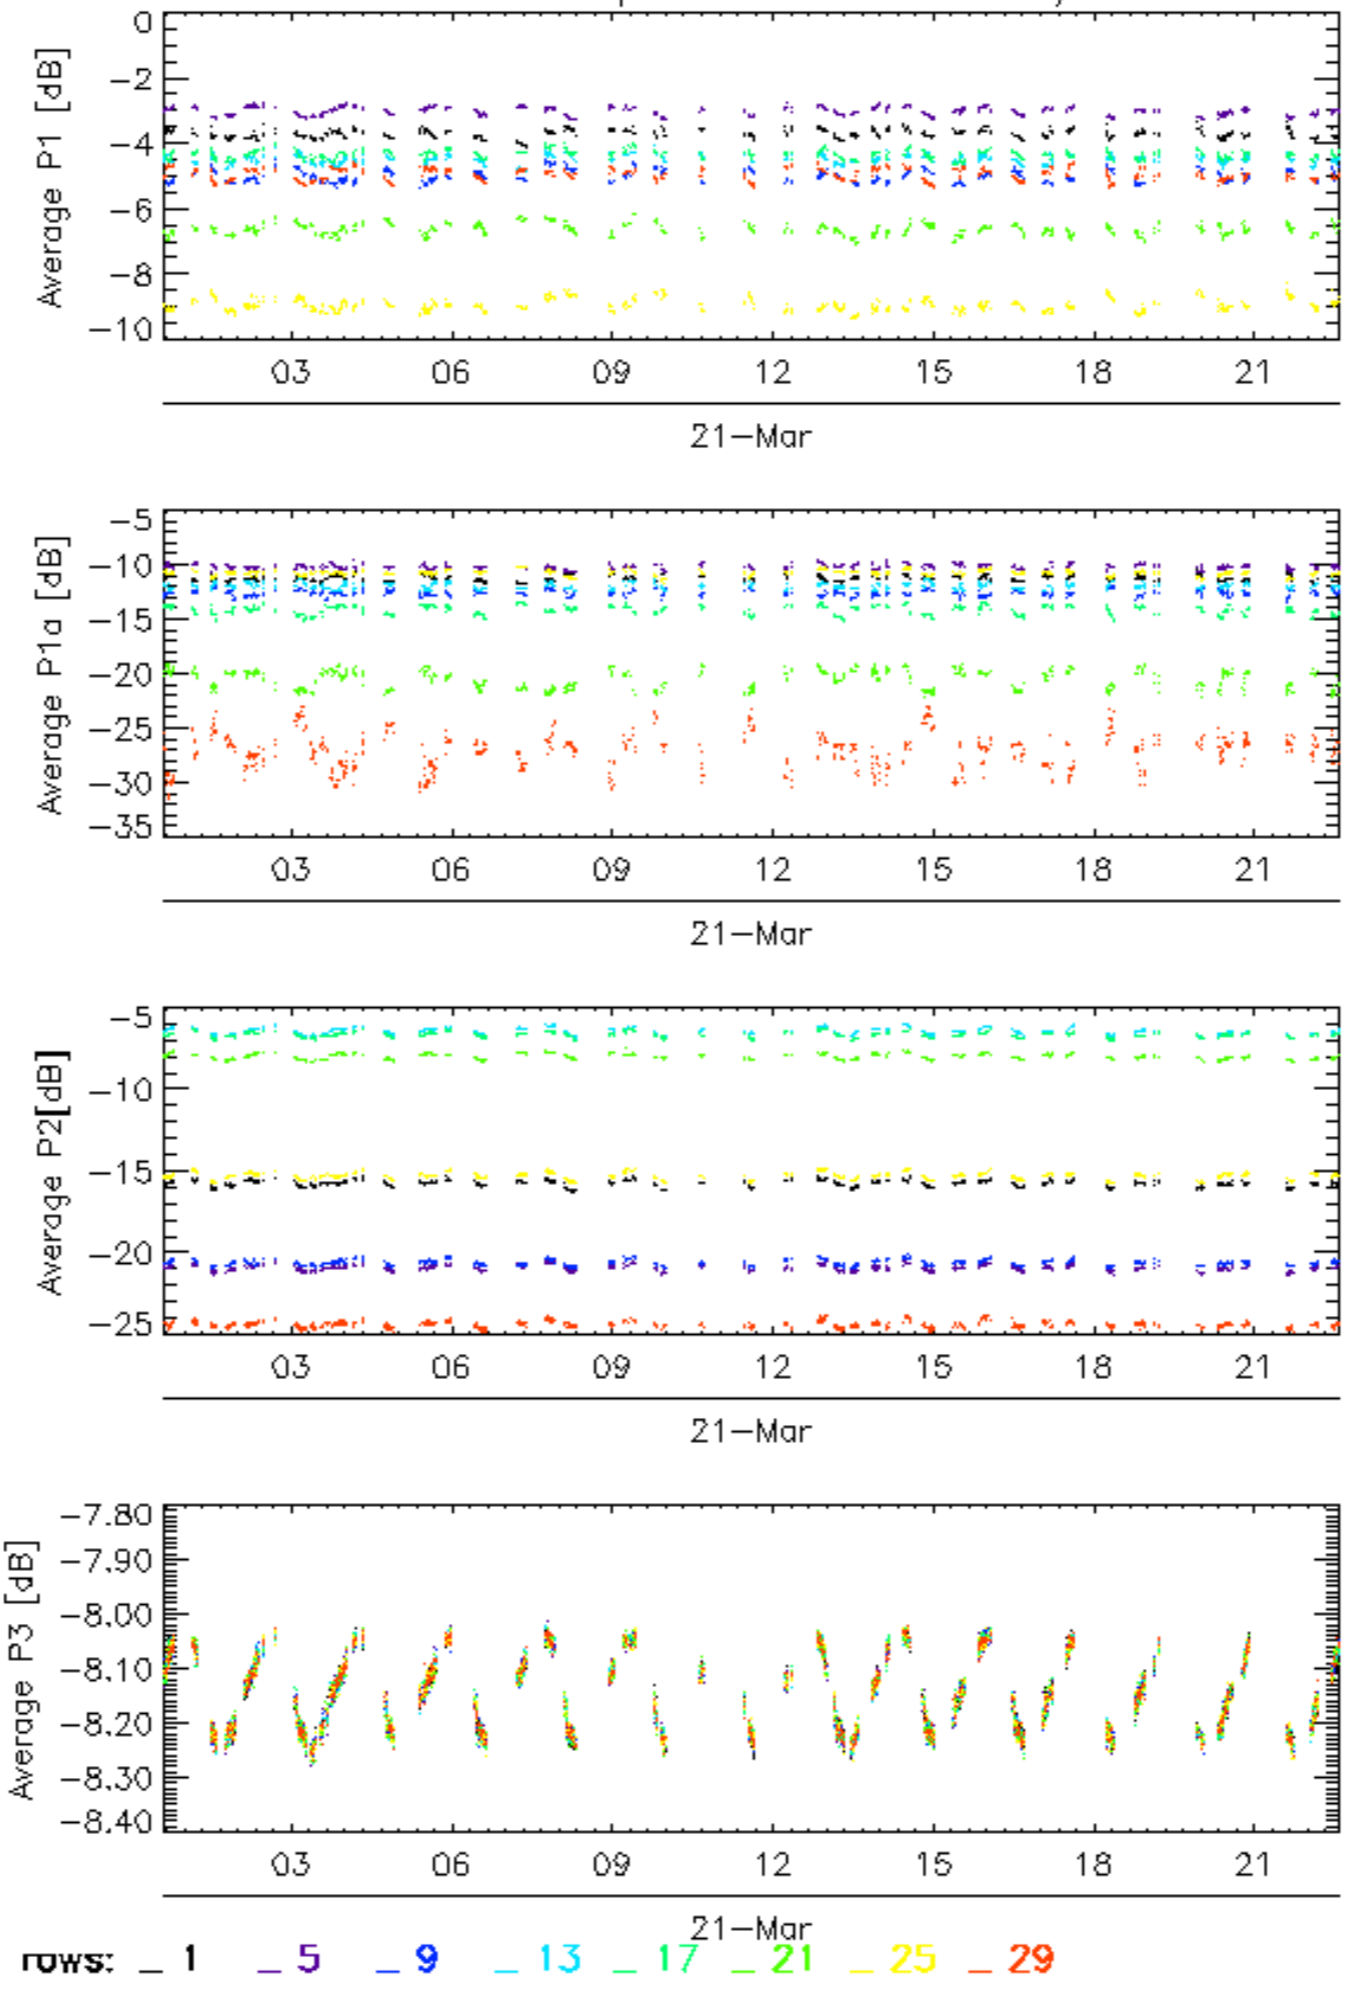 Average P1 [dB]
0
−2
−4
−6
−8
−10
03 06 09 12 15 18 21
21−Mar
Average P1a [dB]
−5
−10
−15
−20
−25
−30
−35
03 06 09 12 15 18 21
21−Mar
Average P2[dB]
−5
−10
−15
−20
−25
03 06 09 12 15 18 21
21−Mar
Average P3 [dB]
−7.80
−7.90
−8.00
−8.10
−8.20
−8.30
−8.40
03 06 09 12 15 18 21
21−Mar
rows: _ 1 _ 5 _ 9 _ 13 _ 17 _ 21 _ 25 _ 29